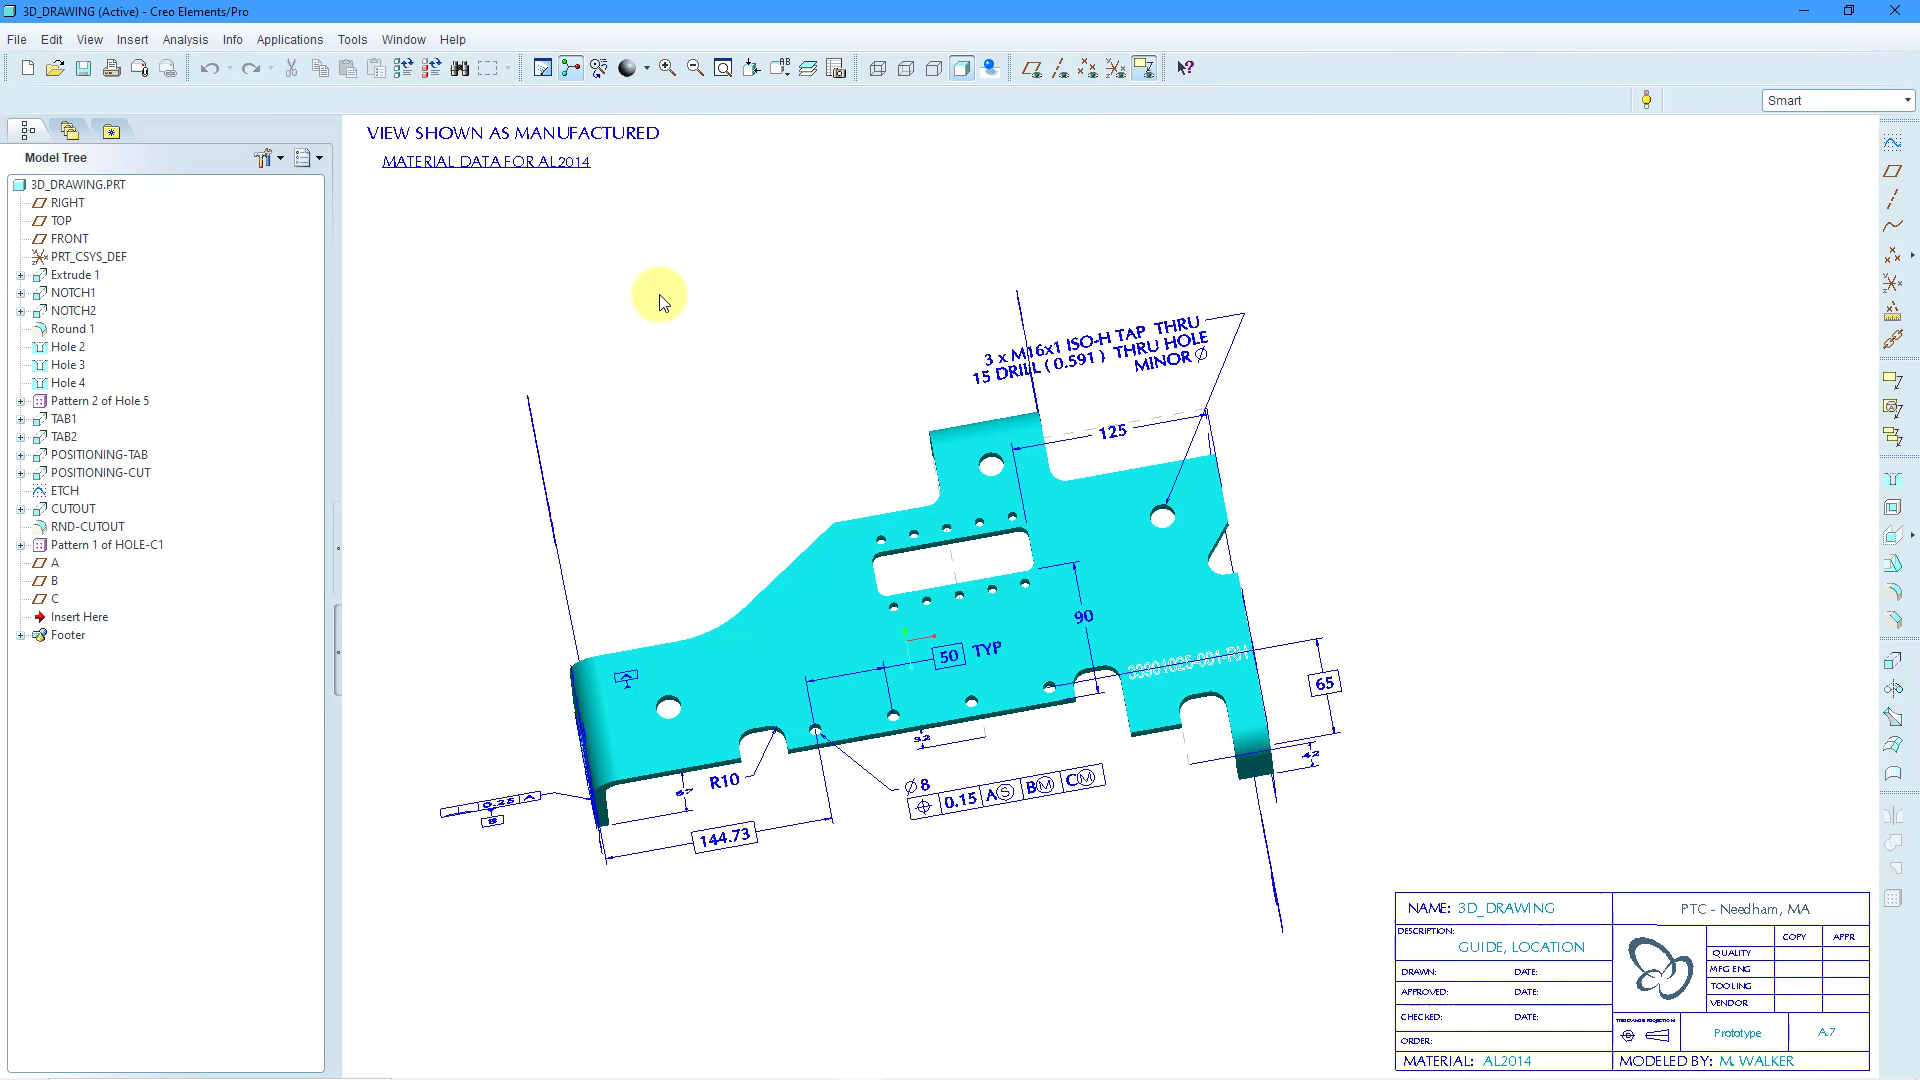 3D_DRAWING (Active) - Creo Elements/Pro
File Edit View Insert Analysis Info Applications Tools Window Help
Smart
Model Tree
3D_DRAWING.PRT
RIGHT
TOP
FRONT
PRT_CSYS_DEF
Extrude 1
NOTCH1
NOTCH2
Round 1
Hole 2
Hole 3
Hole 4
Pattern 2 of Hole 5
TAB1
TAB2
POSITIONING-TAB
POSITIONING-CUT
ETCH
CUTOUT
RND-CUTOUT
Pattern 1 of HOLE-C1
A
B
C
Insert Here
Footer
VIEW SHOWN AS MANUFACTURED
MATERIAL DATA FOR AL2014
3 x M16x1 ISO-H TAP THRU
15 DRILL ( 0.591 ) THRU HOLE
MINOR ∅
125
90
50 TYP
65
A
R10
∅8
0.15 A Ⓢ B Ⓜ C Ⓜ
144.73
0.25 A
B
42
NAME: 3D_DRAWING
PTC - Needham, MA
DESCRIPTION:
GUIDE, LOCATION
COPY APPR
QUALITY
MFG ENG
TOOLING
VENDOR
DRAWN: DATE:
APPROVED: DATE:
CHECKED: DATE:
ORDER:
Prototype
A.7
MATERIAL: AL2014
MODELED BY: M. WALKER